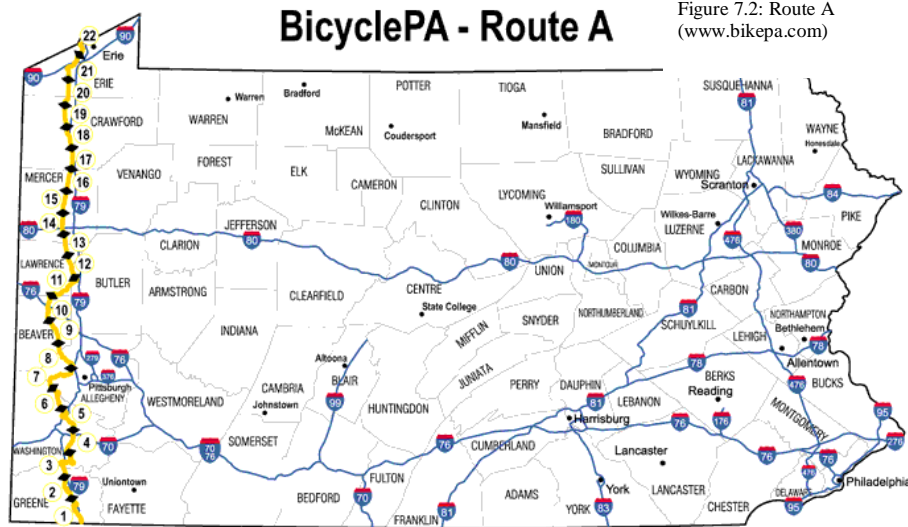 BicyclePA - Route A
Figure 7.2: Route A
(www.bikepa.com)
22
90
Erie
90
21
ERIE
20
19
CRAWFORD
18
17
MERCER
16
15
79
14
80
13
LAWRENCE
12
76
11
BUTLER
79
10
BEAVER
9
8
279
76
7
Pittsburgh
376
ALLEGHENY
6
5
4
70
WASHINGTON
3
79
2
GREENE
1
Uniontown
FAYETTE
Warren
WARREN
Bradford
McKEAN
POTTER
Coudersport
TIOGA
Mansfield
BRADFORD
SUSQUEHANNA
81
WAYNE
Honesdale
VENANGO
FOREST
ELK
CAMERON
CLINTON
LYCOMING
Williamsport
180
SULLIVAN
WYOMING
LACKAWANNA
Scranton
84
PIKE
Wilkes-Barre
LUZERNE
476
380
MONROE
80
JEFFERSON
80
CLARION
ARMSTRONG
CLEARFIELD
CENTRE
80
UNION
MONTOUR
COLUMBIA
State College
INDIANA
MIFFLIN
SNYDER
NORTHUMBERLAND
81
SCHUYLKILL
CARBON
NORTHAMPTON
Bethlehem
LEHIGH
78
Allentown
Altoona
BLAIR
CAMBRIA
Johnstown
99
HUNTINGDON
JUNIATA
PERRY
DAUPHIN
81
LEBANON
78
BERKS
Reading
176
476
BUCKS
WESTMORELAND
70
76
SOMERSET
BEDFORD
FULTON
70
76
CUMBERLAND
Harrisburg
76
Lancaster
LANCASTER
MONTGOMERY
76
76
95
276
476
Philadelphia
DELAWARE
95
CHESTER
FRANKLIN
81
ADAMS
York
YORK
83